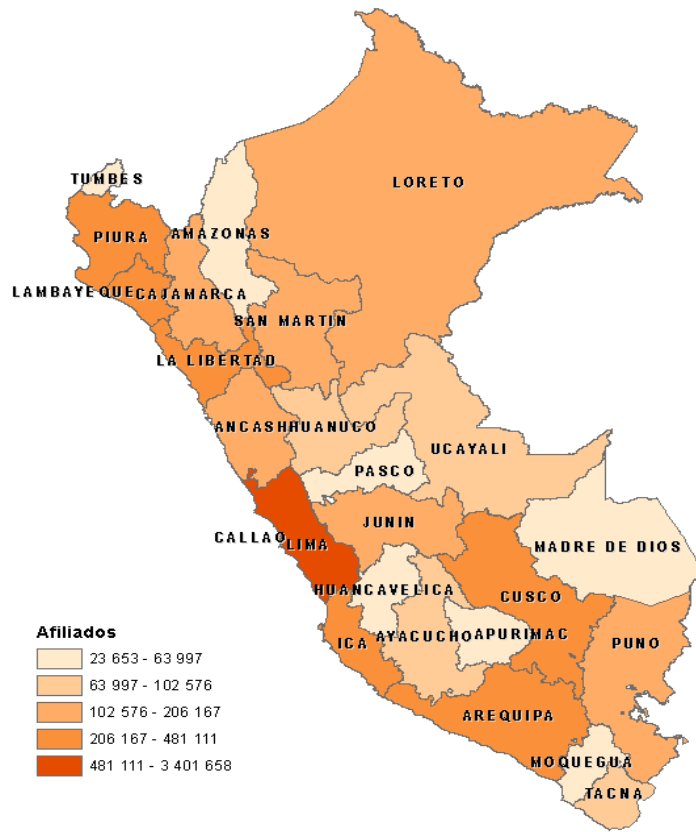 LORETO
TUMBES
PIURA
AMAZONAS
LAMBAYEQUE
CAJAMARCA
SAN MARTIN
LA LIBERTAD
ANCASH
HUANUCO
UCAYALI
PASCO
JUNIN
CALLAO
LIMA
MADRE DE DIOS
HUANCAVELICA
CUSCO
ICA
AYACUCHO
APURIMAC
PUNO
AREQUIPA
MOQUEGUA
TACNA
Afiliados
23 653 - 63 997
63 997 - 102 576
102 576 - 206 167
206 167 - 481 111
481 111 - 3 401 658